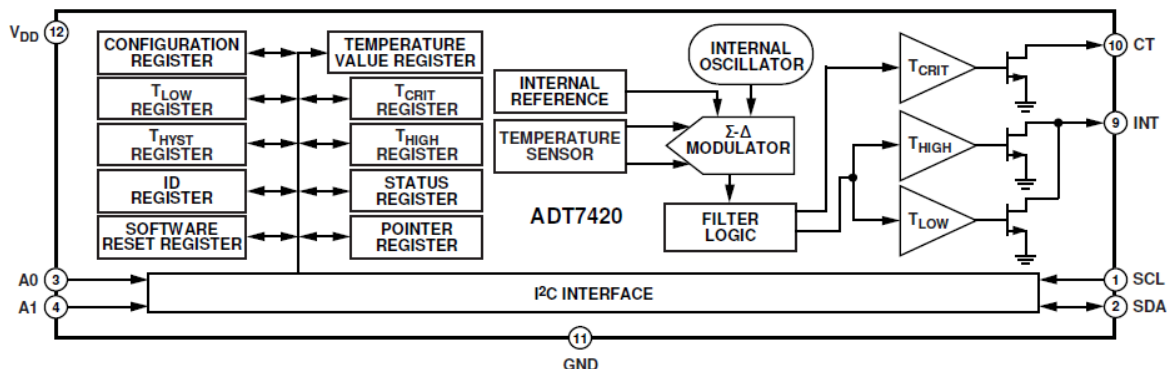 VDD 12
CONFIGURATION
REGISTER
TEMPERATURE
VALUE REGISTER
TLOW
REGISTER
TCRIT
REGISTER
THYST
REGISTER
THIGH
REGISTER
ID
REGISTER
STATUS
REGISTER
SOFTWARE
RESET REGISTER
POINTER
REGISTER
INTERNAL
OSCILLATOR
INTERNAL
REFERENCE
TEMPERATURE
SENSOR
Σ-Δ
MODULATOR
FILTER
LOGIC
ADT7420
TCRIT
10 CT
THIGH
9 INT
TLOW
A0 3
A1 4
I²C INTERFACE
1 SCL
2 SDA
11
GND